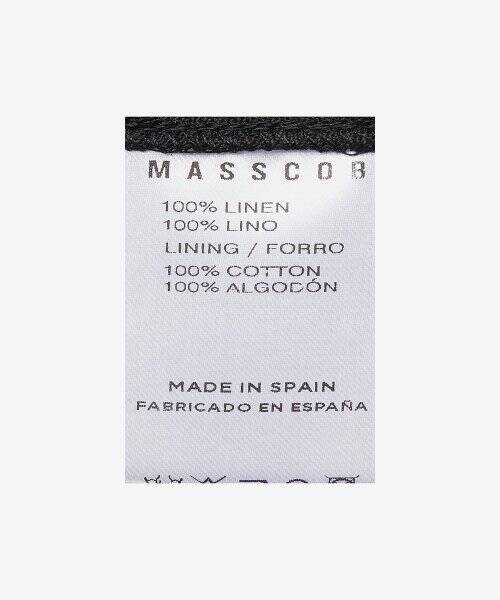 MASSCOB
100% LINEN
100% LINO
LINING / FORRO
100% COTTON
100% ALGODÓN
MADE IN SPAIN
FABRICADO EN ESPAÑA